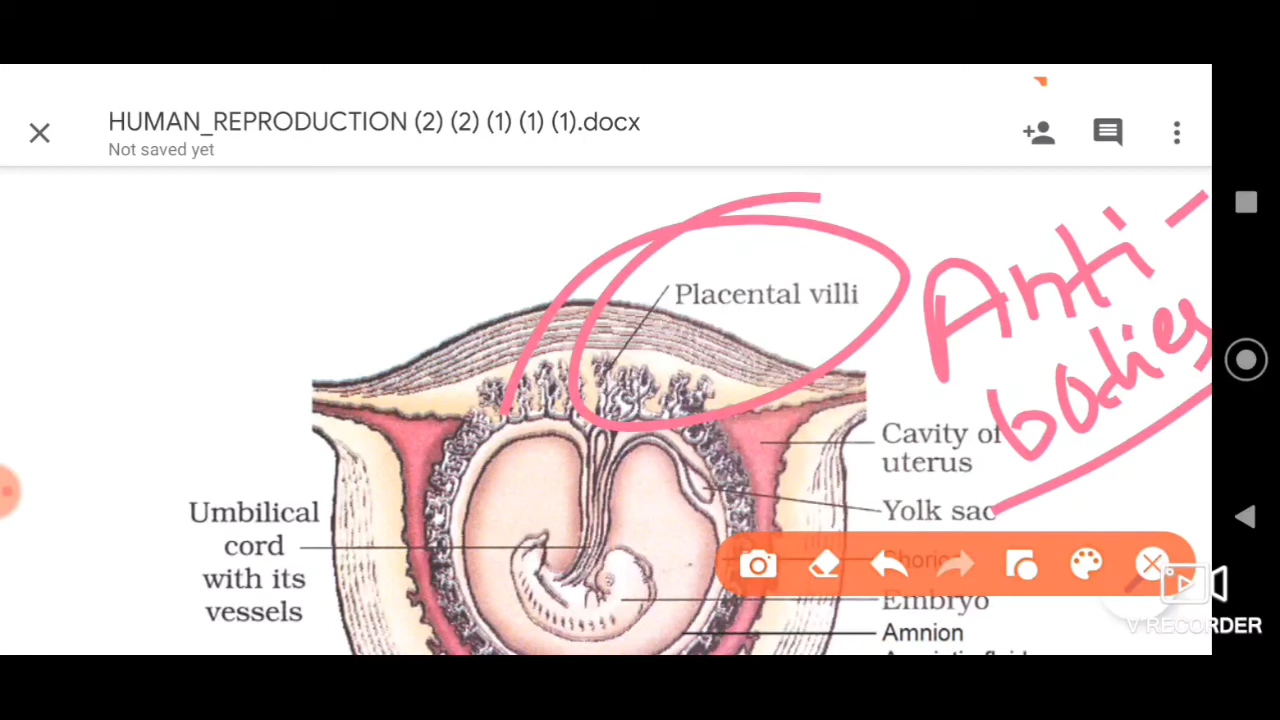 HUMAN_REPRODUCTION (2) (2) (1) (1) (1).docx
Not saved yet
Placental villi
Anti-
bodies
Cavity of
uterus
Yolk sac
Umbilical
cord
with its
vessels
Embryo
Amnion
V RECORDER